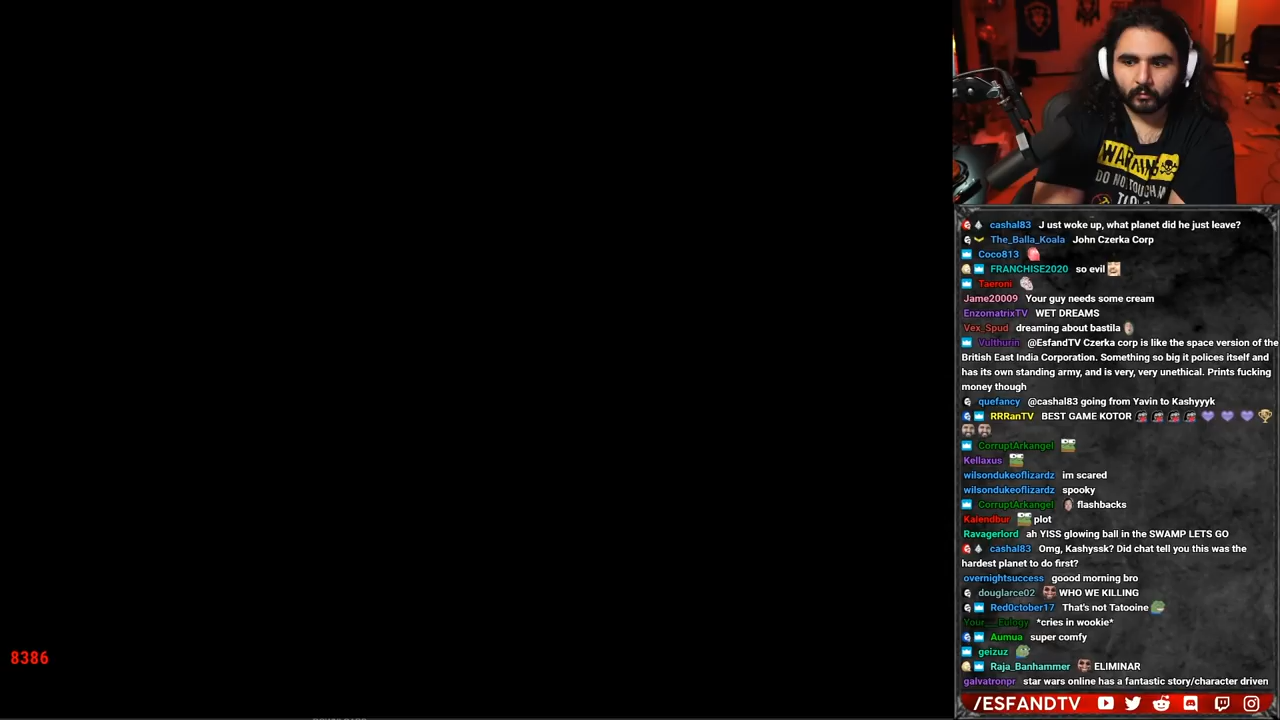 WARNING
DO NOT TOUCH
cashal83 J ust woke up, what planet did he just leave?
The_Balla_Koala John Czerka Corp
Coco813
FRANCHISE2020 so evil
Taeroni
Jame20009 Your guy needs some cream
EnzomatrixTV WET DREAMS
Vex_Spud dreaming about bastila
Vulthurin @EsfandTV Czerka corp is like the space version of the
British East India Corporation. Something so big it polices itself and
has its own standing army, and is very, very unethical. Prints fucking
money though
quefancy @cashal83 going from Yavin to Kashyyyk
RRRanTV BEST GAME KOTOR
CorruptArkangel
Kellaxus
wilsondukeoflizardz im scared
wilsondukeoflizardz spooky
CorruptArkangel flashbacks
Kalendbur plot
Ravagerlord ah YISS glowing ball in the SWAMP LETS GO
cashal83 Omg, Kashyssk? Did chat tell you this was the
hardest planet to do first?
overnightsuccess goood morning bro
douglarce02 WHO WE KILLING
Red0ctober17 That's not Tatooine
Your__Eulogy *cries in wookie*
Aumua super comfy
geizuz
Raja_Banhammer ELIMINAR
galvatronpr star wars online has a fantastic story/character driven
/ESFANDTV
8386